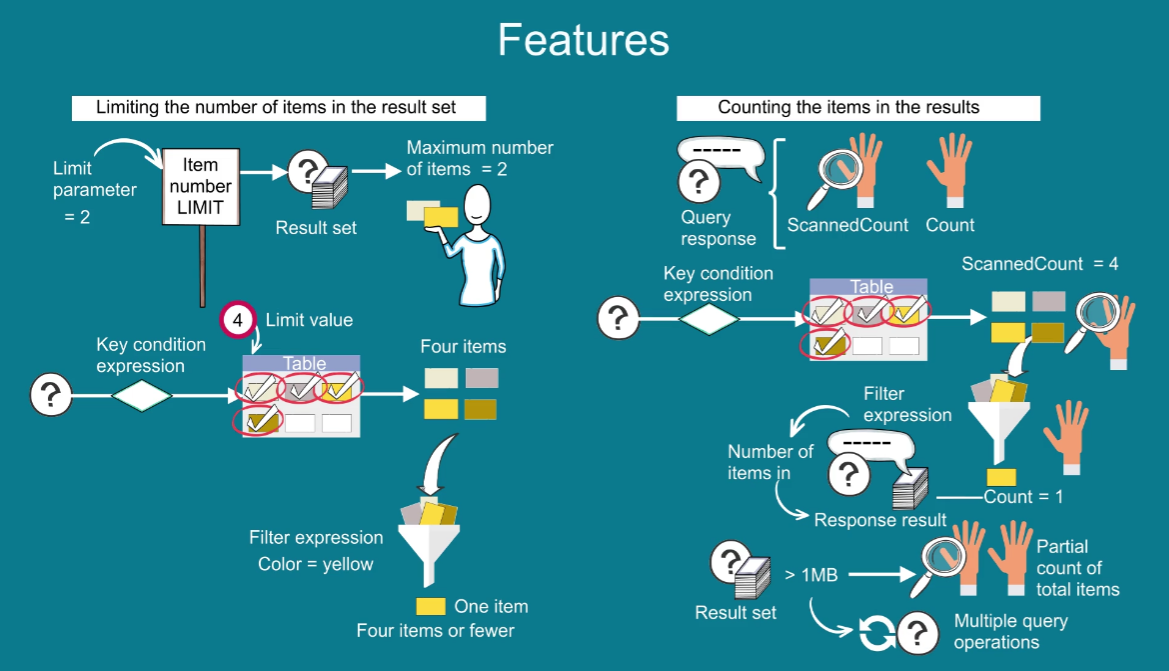 Features
Limiting the number of items in the result set
Limit
parameter
= 2
Item
number
LIMIT
?
Result set
Maximum number
of items = 2
4
Limit value
Key condition
expression
?
Table
Four items
Filter expression
Color = yellow
One item
Four items or fewer
Counting the items in the results
-----
?
Query
response
ScannedCount
Count
Key condition
expression
?
Table
ScannedCount = 4
Filter
expression
Number of
items in
-----
?
Response result
Count = 1
?
Result set
> 1MB
Partial
count of
total items
?
Multiple query
operations